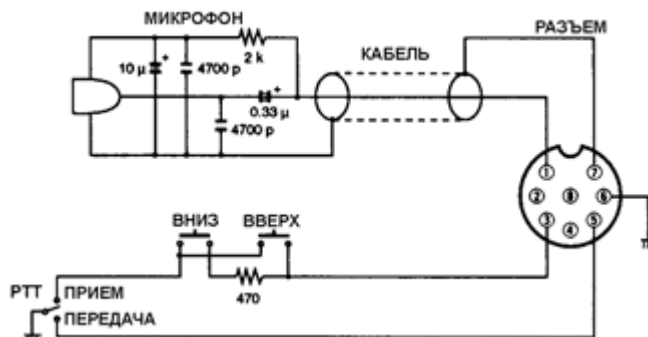 МИКРОФОН
РАЗЪЕМ
КАБЕЛЬ
2 k
10 µ
+
4700 p
+
0.33 µ
4700 p
1
7
2
8
6
3
5
4
ВНИЗ
ВВЕРХ
470
PTT
ПРИЕМ
ПЕРЕДАЧА